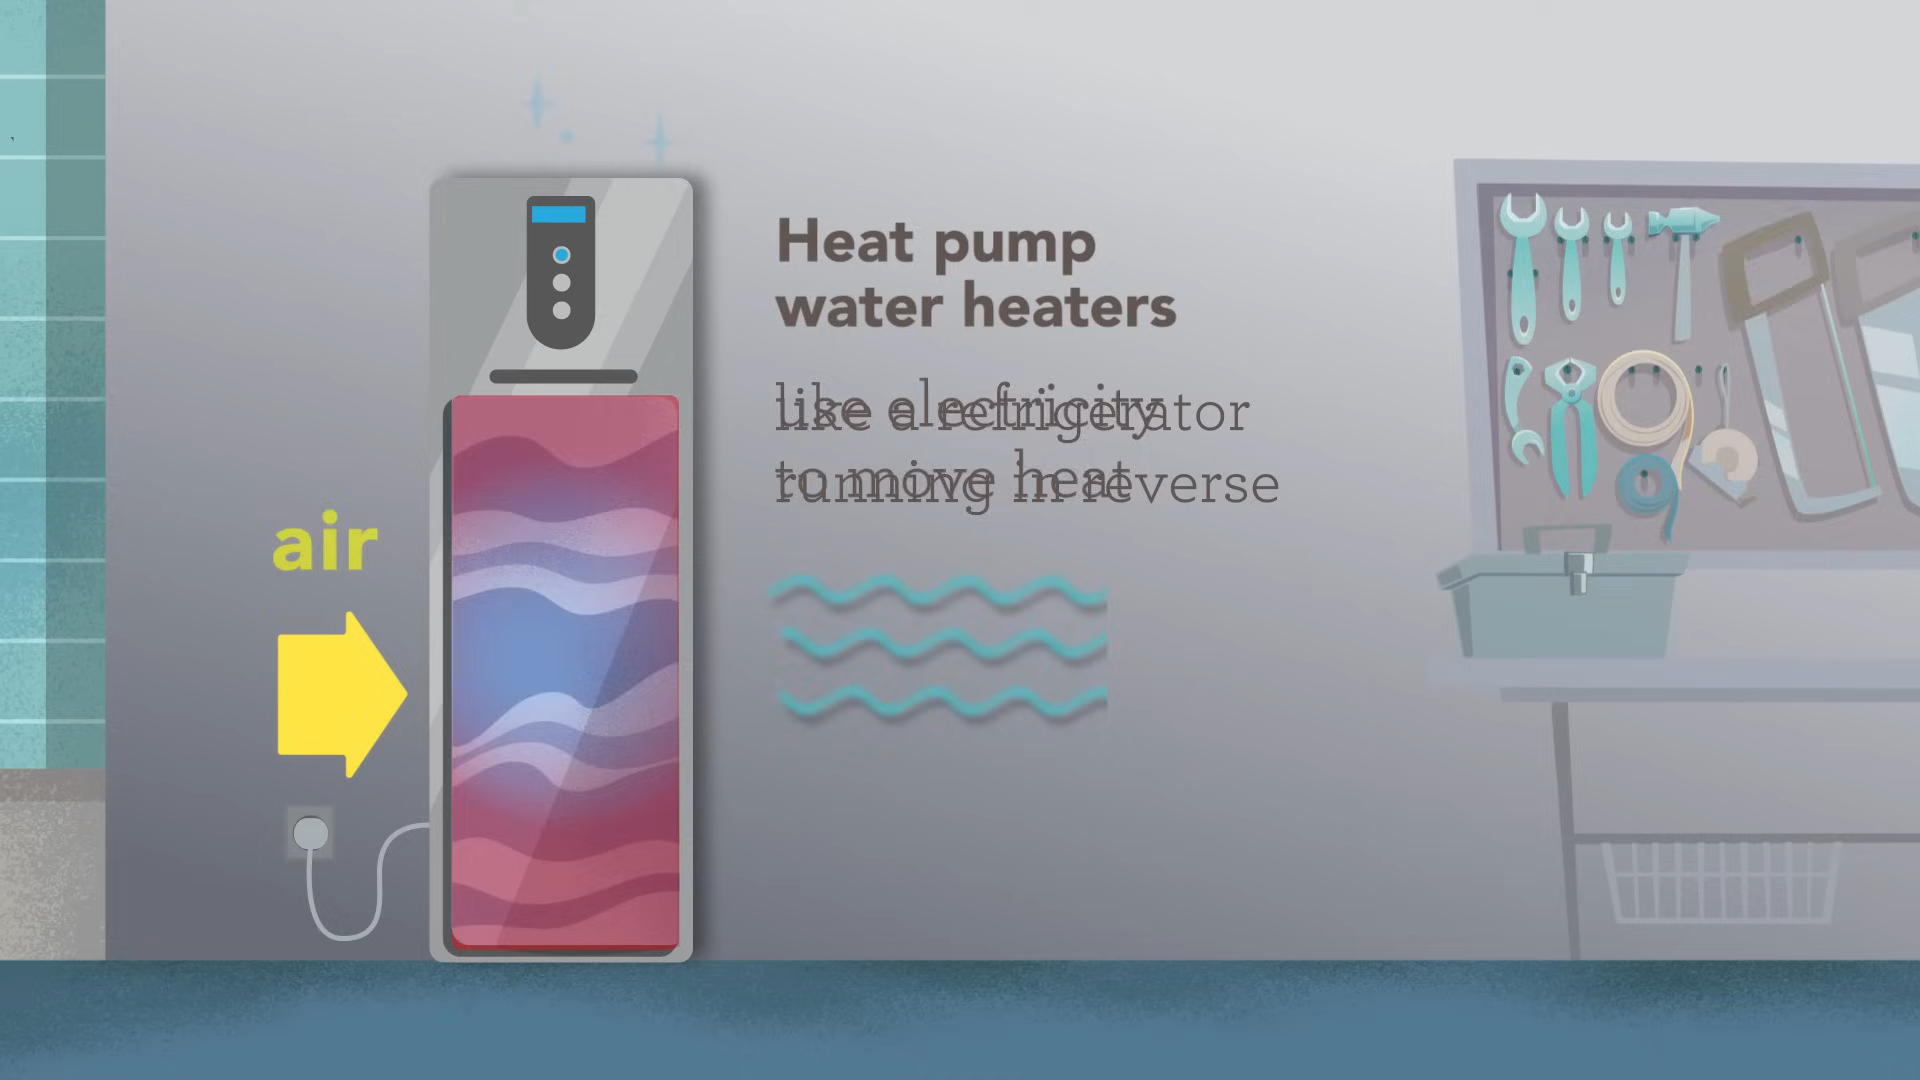 Heat pump
water heaters
use electricity
to move heat
like a refrigerator
running in reverse
air